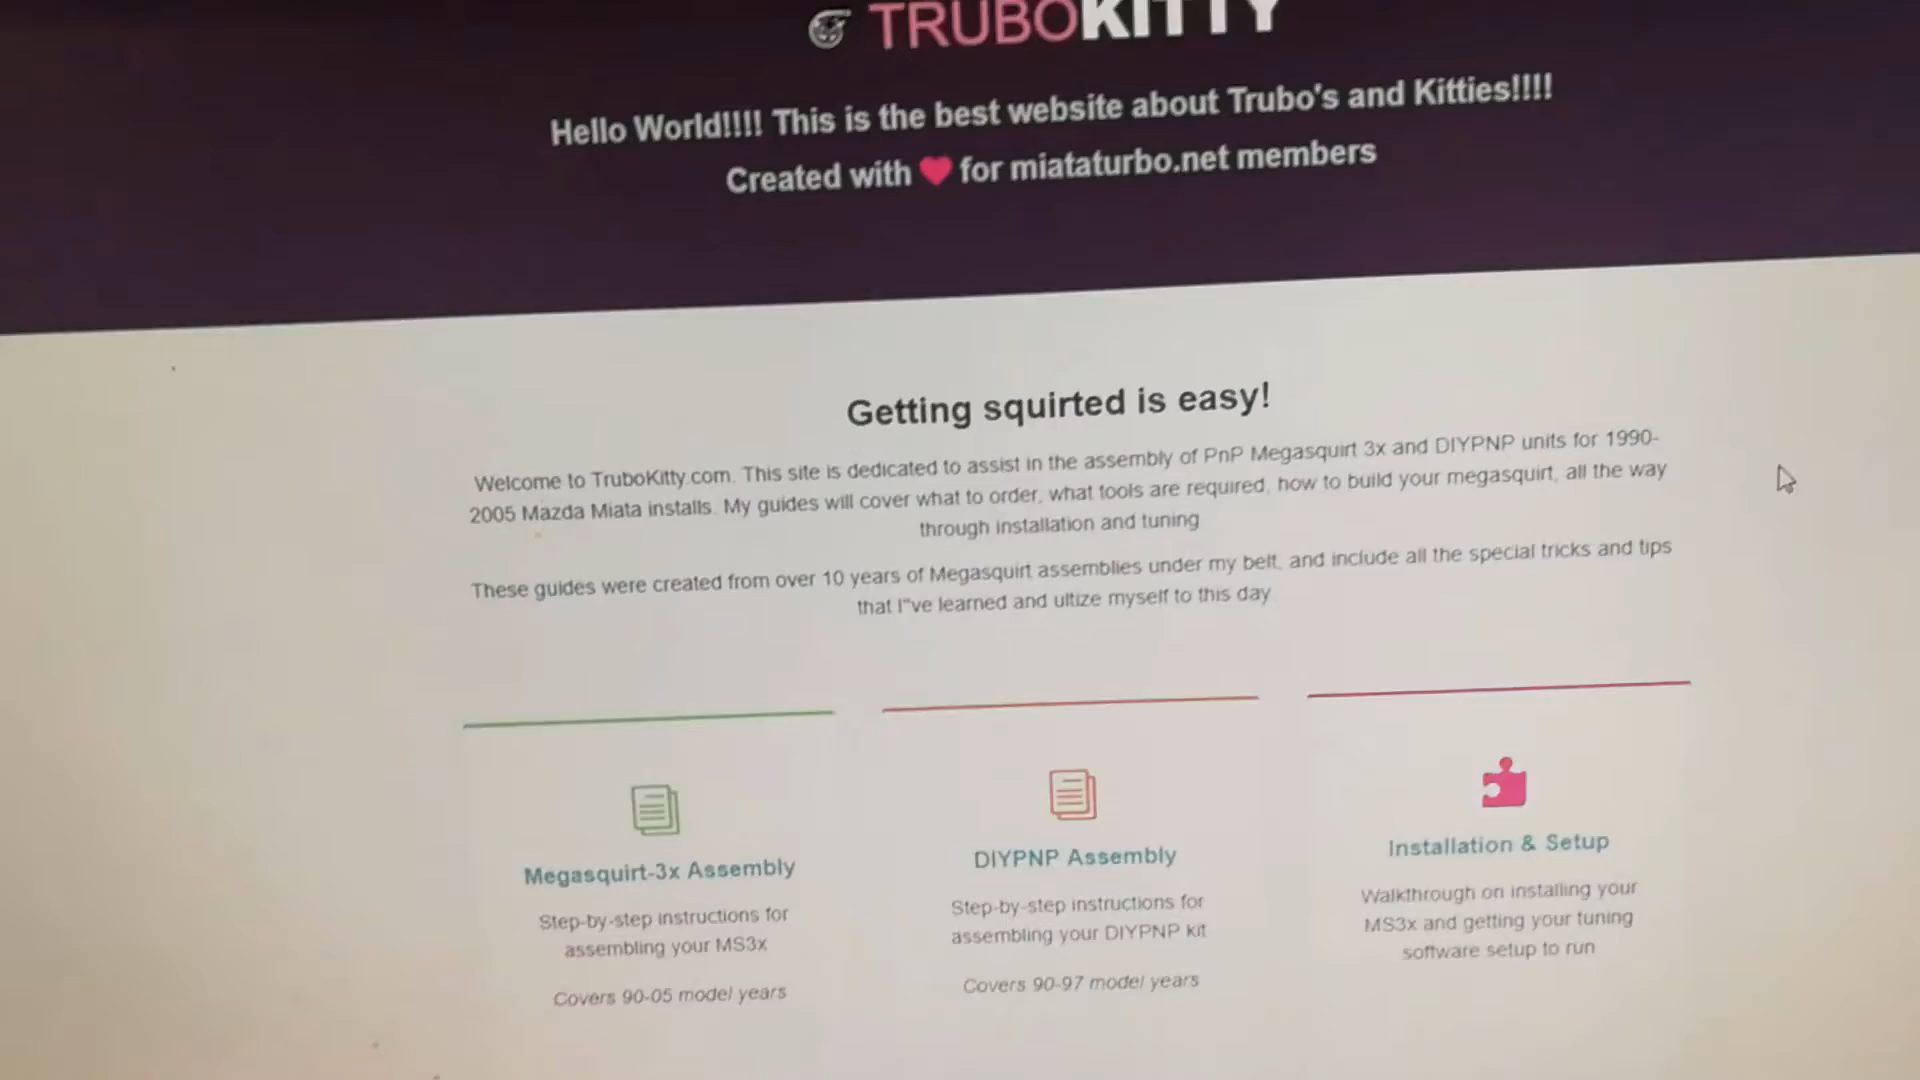 TRUBOKITTY
Hello World!!!! This is the best website about Trubo's and Kitties!!!!
Created with ❤ for miataturbo.net members
Getting squirted is easy!
Welcome to TruboKitty.com. This site is dedicated to assist in the assembly of PnP Megasquirt 3x and DIYPNP units for 1990-
2005 Mazda Miata installs. My guides will cover what to order, what tools are required, how to build your megasquirt, all the way
through installation and tuning
These guides were created from over 10 years of Megasquirt assemblies under my belt, and include all the special tricks and tips
that I"ve learned and ultize myself to this day
Megasquirt-3x Assembly
Step-by-step instructions for
assembling your MS3x
Covers 90-05 model years
DIYPNP Assembly
Step-by-step instructions for
assembling your DIYPNP kit
Covers 90-97 model years
Installation & Setup
Walkthrough on installing your
MS3x and getting your tuning
software setup to run